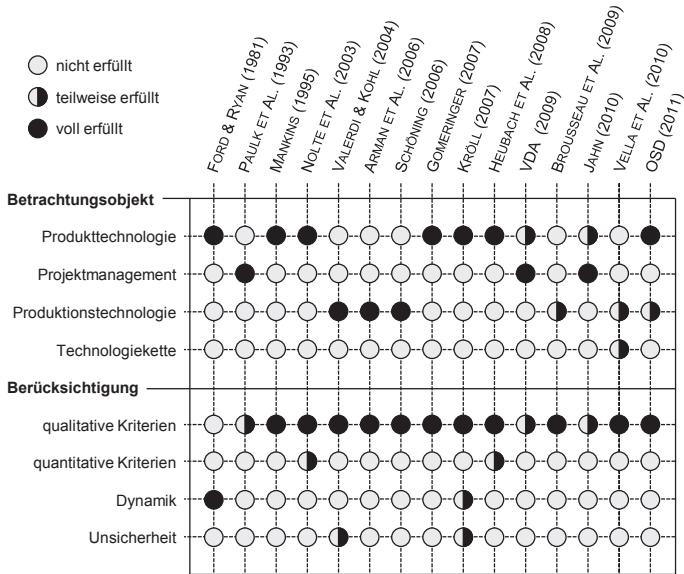 nicht erfüllt
teilweise erfüllt
voll erfüllt
FORD & RYAN (1981)
PAULK ET AL. (1993)
MANKINS (1995)
NOLTE ET AL. (2003)
VALERDI & KOHL (2004)
ARMAN ET AL. (2006)
SCHÖNING (2006)
GOMERINGER (2007)
KRÖLL (2007)
HEUBACH ET AL. (2008)
VDA (2009)
BROUSSEAU ET AL. (2009)
JAHN (2010)
VELLA ET AL. (2010)
OSD (2011)
Betrachtungsobjekt
Produkttechnologie
Projektmanagement
Produktionstechnologie
Technologiekette
Berücksichtigung
qualitative Kriterien
quantitative Kriterien
Dynamik
Unsicherheit